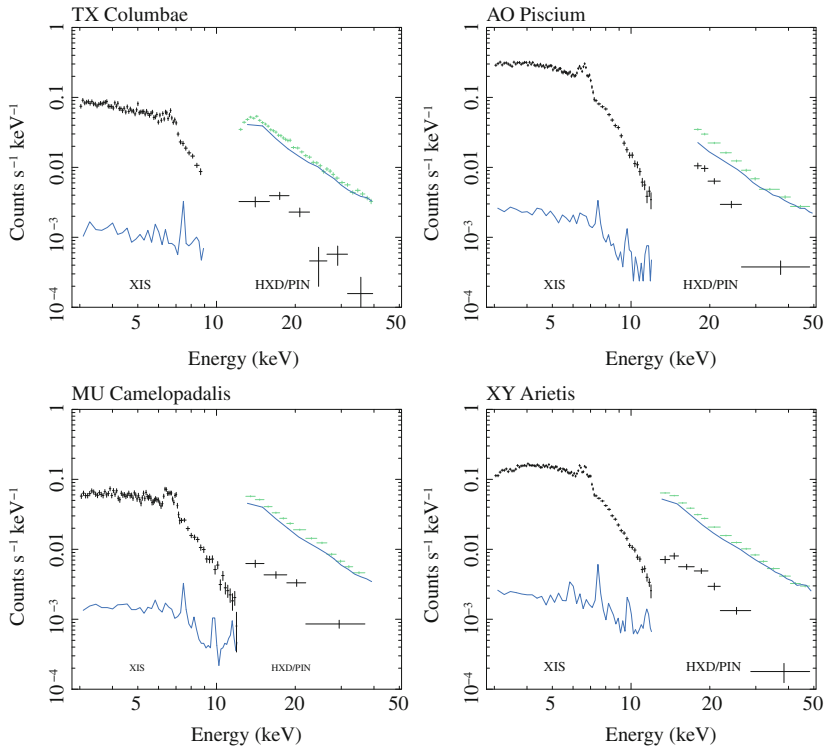 TX Columbae
AO Piscium
Counts s⁻¹ keV⁻¹
1
0.1
0.01
10⁻³
10⁻⁴
XIS
HXD/PIN
5
10
20
50
Energy (keV)
Counts s⁻¹ keV⁻¹
1
0.1
0.01
10⁻³
10⁻⁴
XIS
HXD/PIN
5
10
20
50
Energy (keV)
MU Camelopadalis
XY Arietis
Counts s⁻¹ keV⁻¹
1
0.1
0.01
10⁻³
10⁻⁴
XIS
HXD/PIN
5
10
20
50
Energy (keV)
Counts s⁻¹ keV⁻¹
1
0.1
0.01
10⁻³
10⁻⁴
XIS
HXD/PIN
5
10
20
50
Energy (keV)